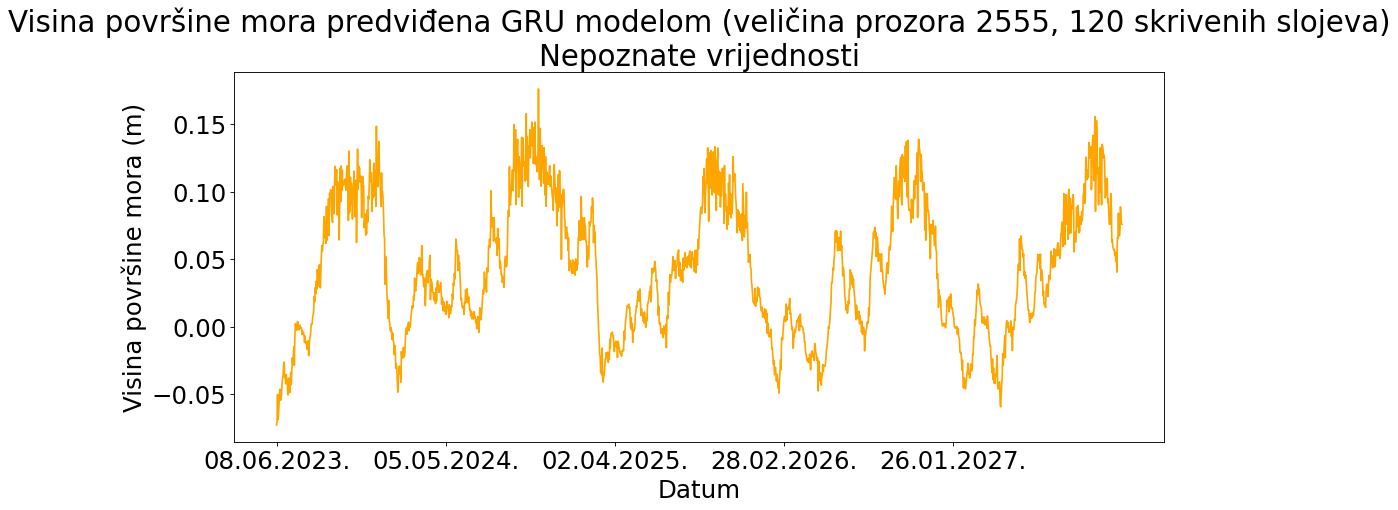 Visina površine mora predviđena GRU modelom (veličina prozora 2555, 120 skrivenih slojeva)
Nepoznate vrijednosti
Visina površine mora (m)
0.15
0.10
0.05
0.00
−0.05
08.06.2023. 05.05.2024. 02.04.2025. 28.02.2026. 26.01.2027.
Datum